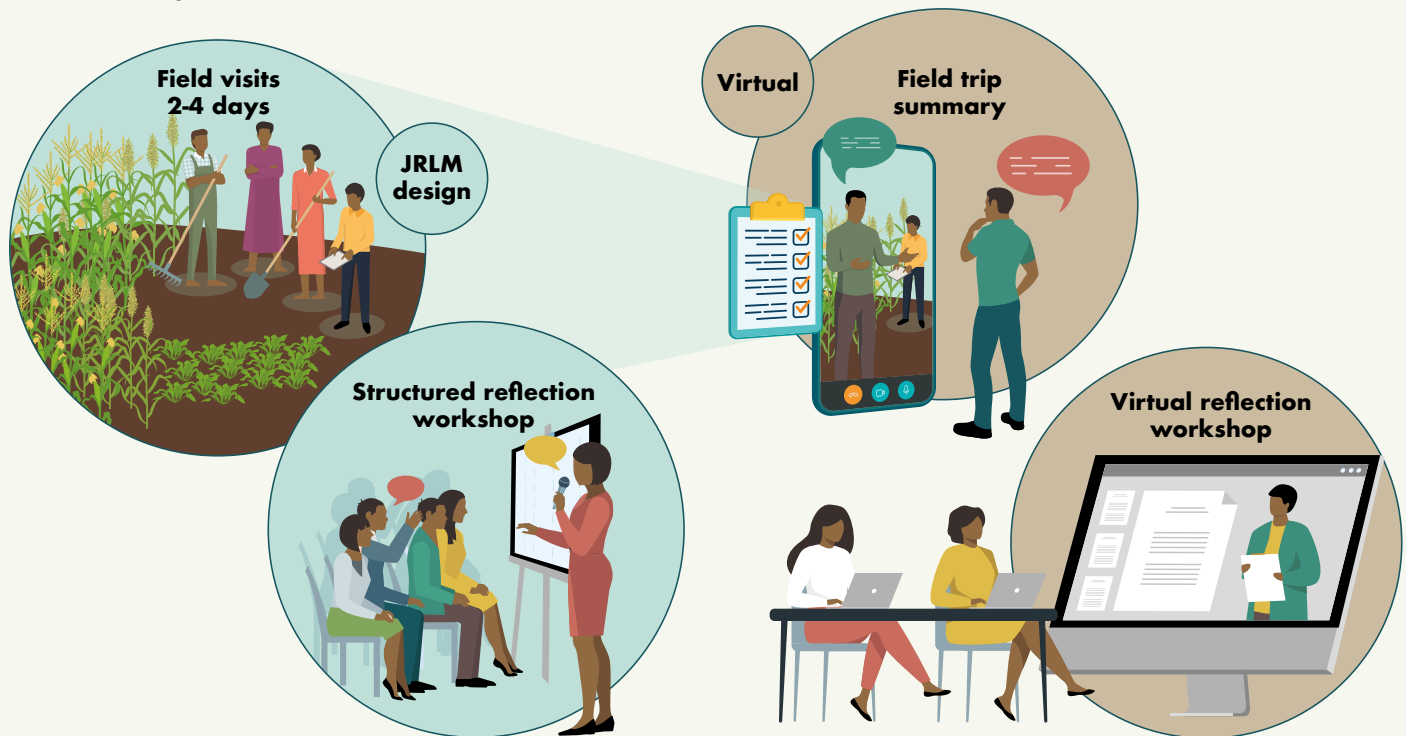 Field visits
2-4 days
JRLM
design
Structured reflection
workshop
Virtual
Field trip
summary
Virtual reflection
workshop